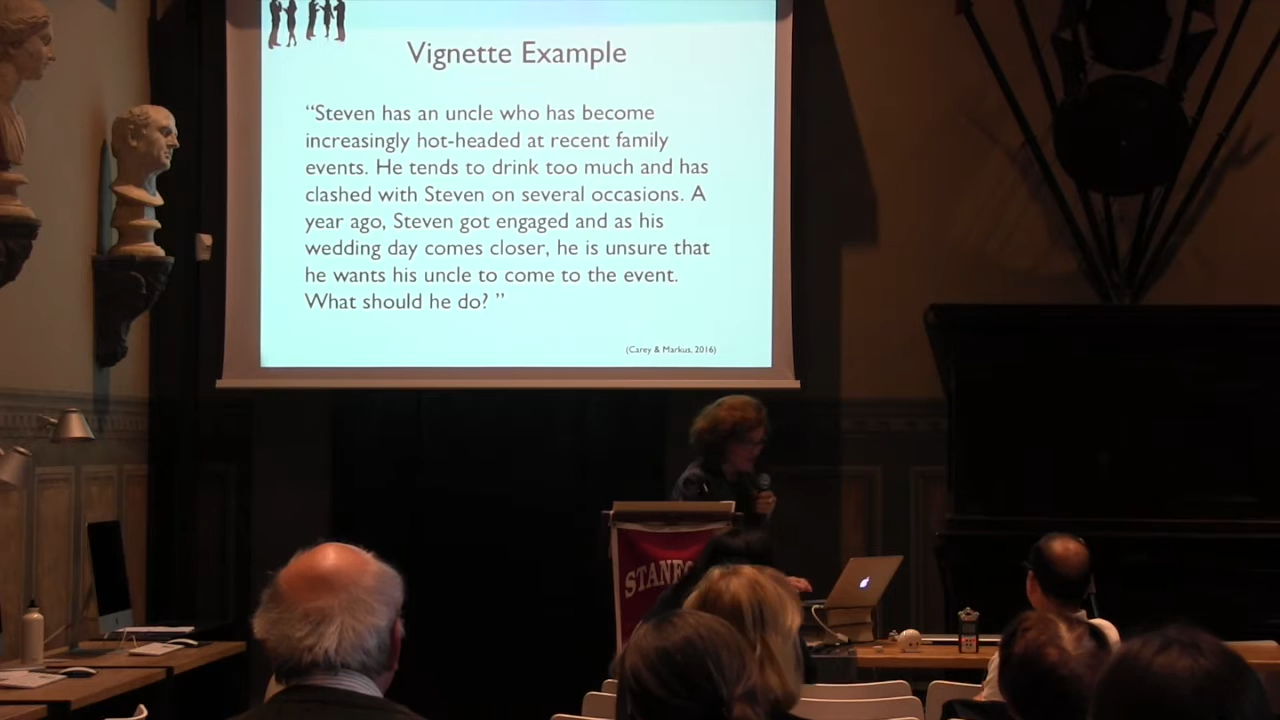 Vignette Example
“Steven has an uncle who has become
increasingly hot-headed at recent family
events. He tends to drink too much and has
clashed with Steven on several occasions. A
year ago, Steven got engaged and as his
wedding day comes closer, he is unsure that
he wants his uncle to come to the event.
What should he do? ”
(Carey & Markus, 2016)
STANF